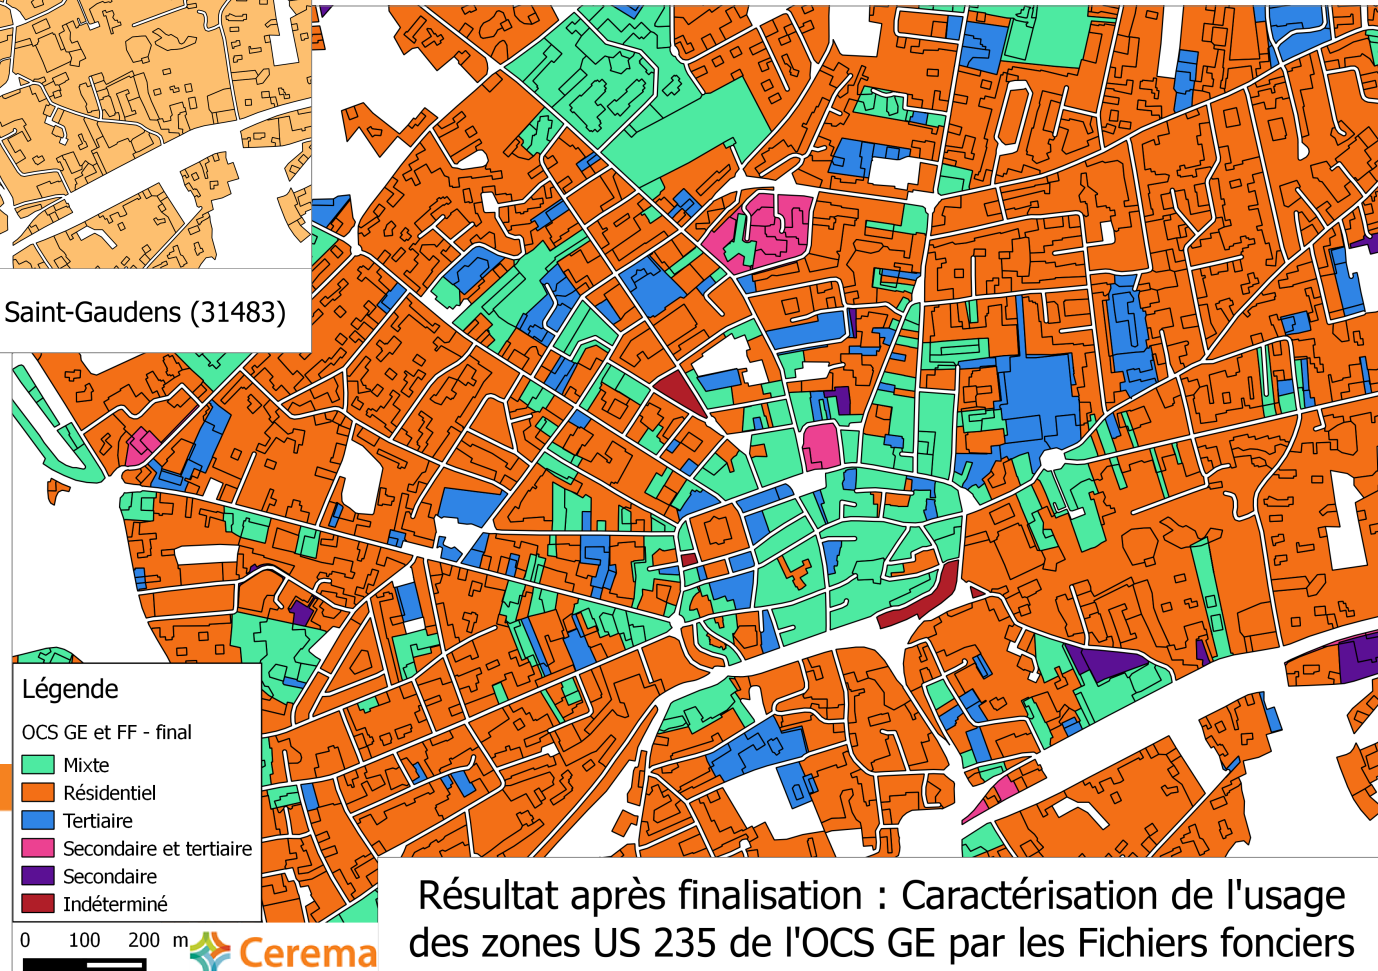 Saint-Gaudens (31483)
Légende
OCS GE et FF - final
Mixte
Résidentiel
Tertiaire
Secondaire et tertiaire
Secondaire
Indéterminé
0 100 200 m
Cerema
Résultat après finalisation : Caractérisation de l'usage
des zones US 235 de l'OCS GE par les Fichiers fonciers